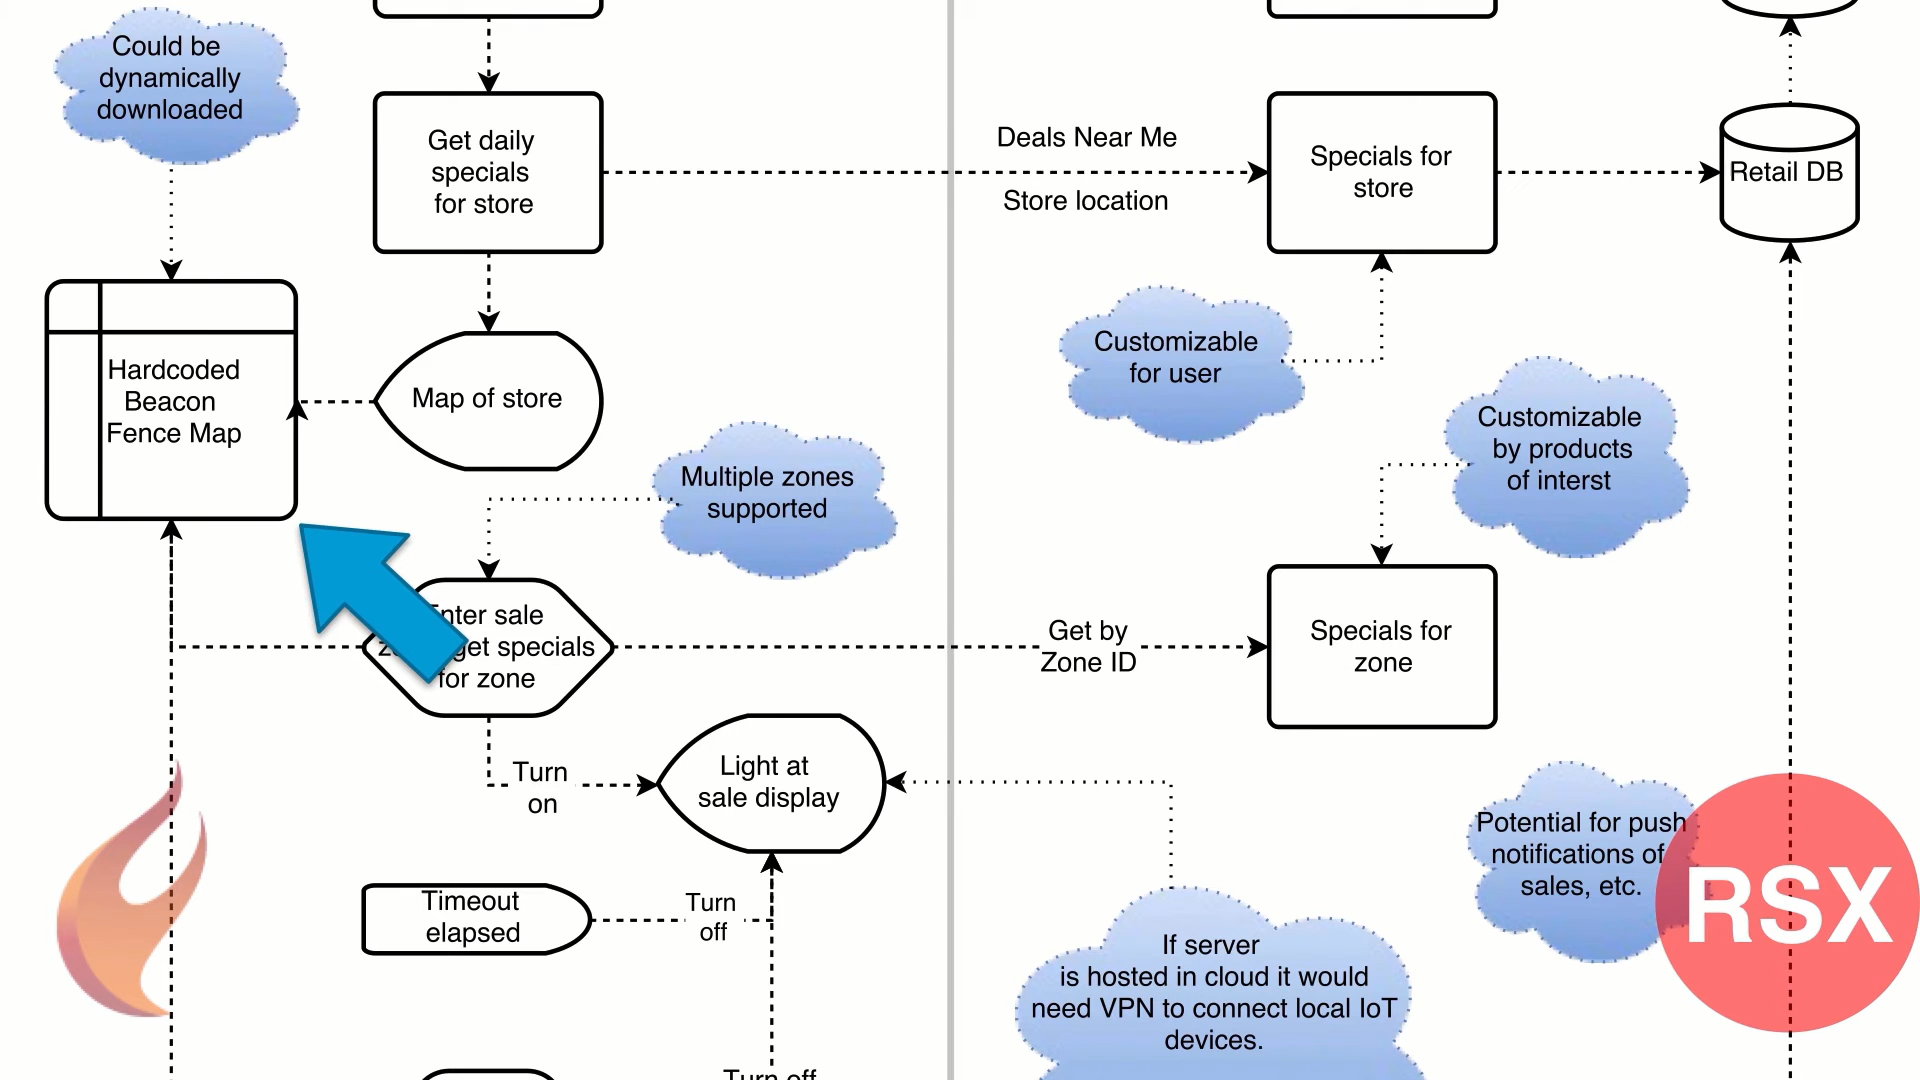 Could be
dynamically
downloaded
Get daily
specials
for store
Deals Near Me
Store location
Specials for
store
Retail DB
Hardcoded
Beacon
Fence Map
Map of store
Customizable
for user
Customizable
by products
of interst
Multiple zones
supported
sale
get specials
for zone
Get by
Zone ID
Specials for
zone
Turn
on
Light at
sale display
Potential for push
notifications of
sales, etc.
RSX
Timeout
elapsed
Turn
off
If server
is hosted in cloud it would
need VPN to connect local IoT
devices.
Turn off